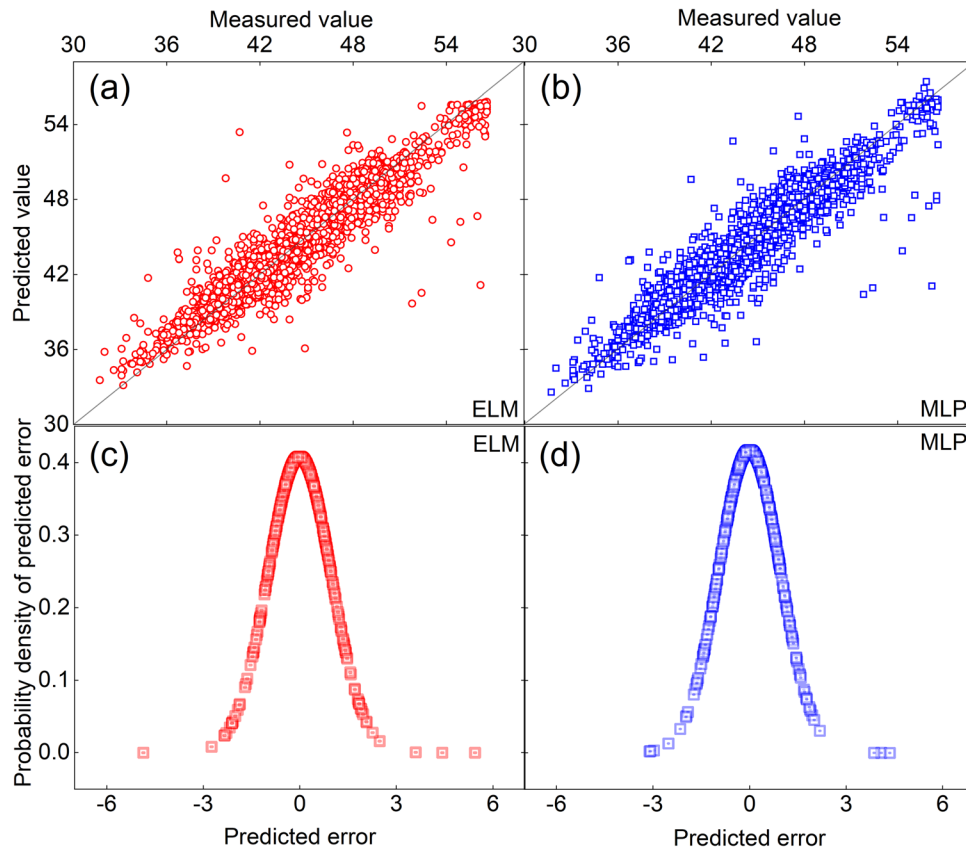 Measured value Measured value
30 36 42 48 54 30 36 42 48 54
(a) (b)
54
48
42
36
30
Predicted value
ELM MLP
(c) ELM (d) MLP
0.4
0.3
0.2
0.1
0.0
Probability density of predicted error
-6 -3 0 3 6 -6 -3 0 3 6
Predicted error Predicted error